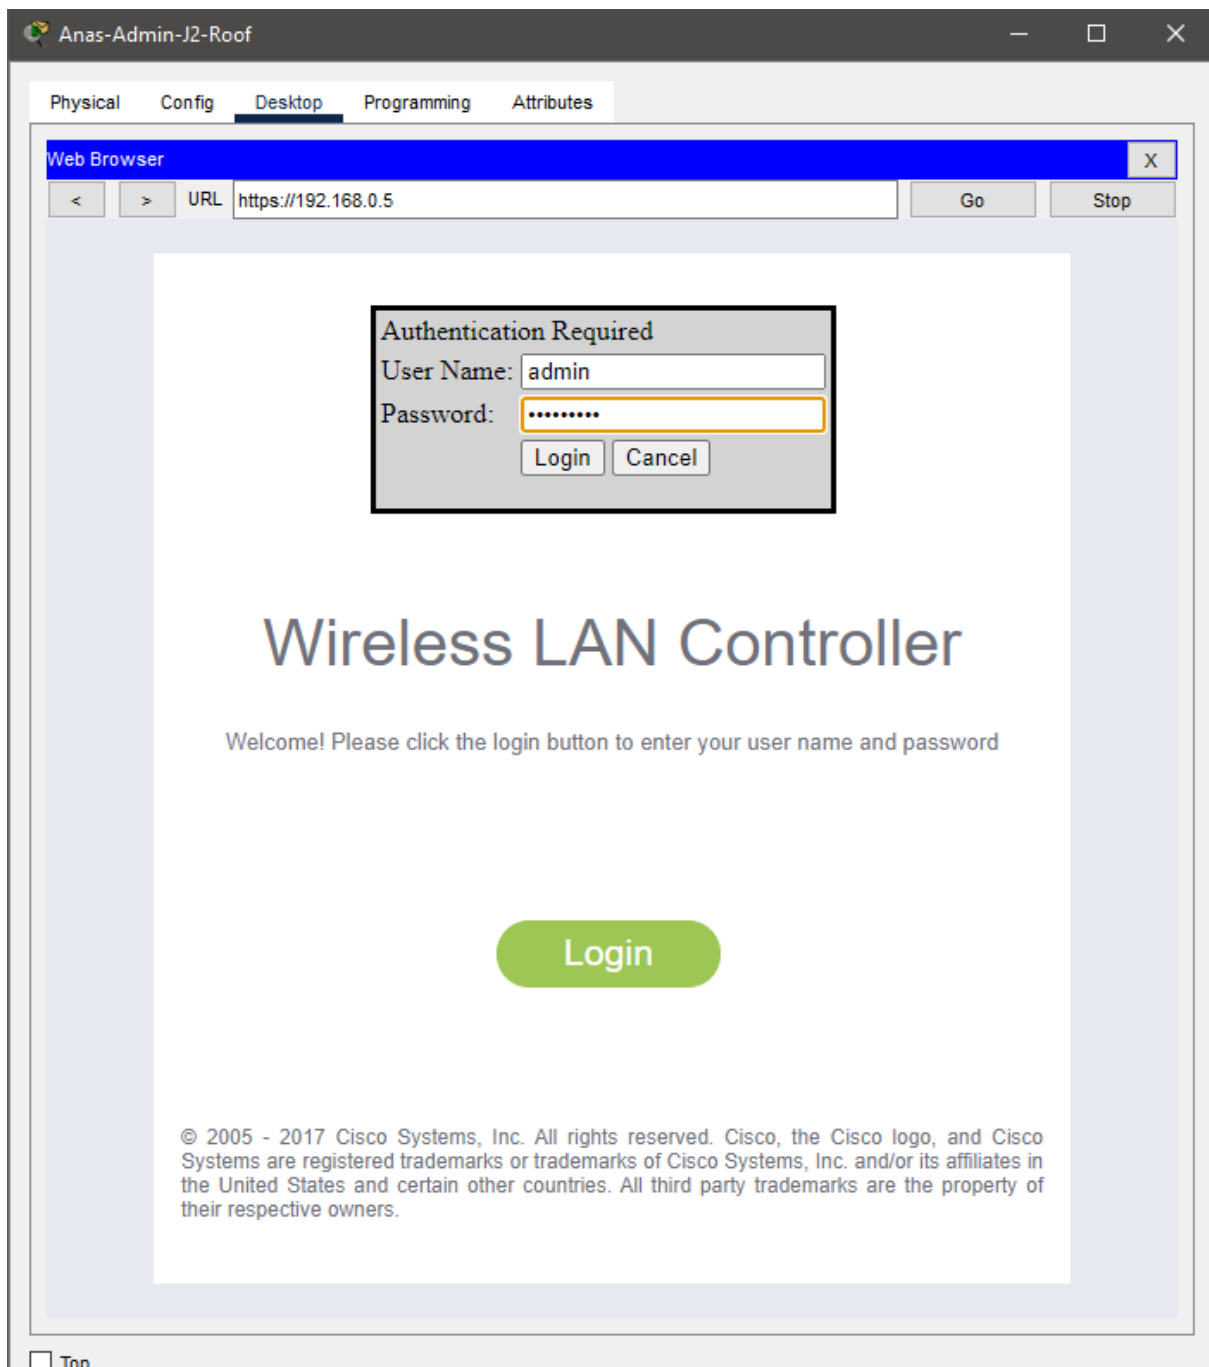 Anas-Admin-J2-Roof
Physical Config Desktop Programming Attributes
Web Browser X
< > URL https://192.168.0.5 Go Stop
Authentication Required
User Name: admin
Password: •••••••••
Login Cancel
Wireless LAN Controller
Welcome! Please click the login button to enter your user name and password
Login
© 2005 - 2017 Cisco Systems, Inc. All rights reserved. Cisco, the Cisco logo, and Cisco
Systems are registered trademarks or trademarks of Cisco Systems, Inc. and/or its affiliates in
the United States and certain other countries. All third party trademarks are the property of
their respective owners.
Top